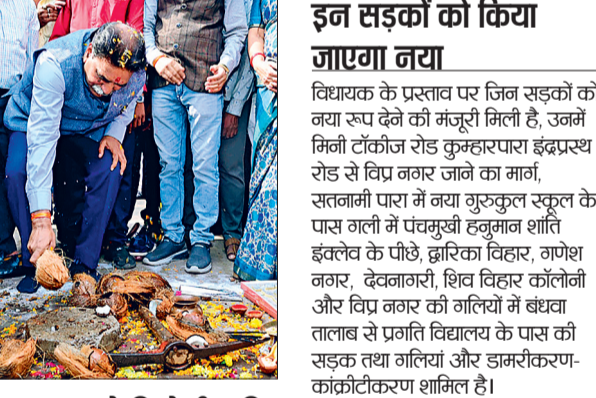 इन सड़कों को किया
जाएगा नया
विधायक के प्रस्ताव पर जिन सड़कों को
नया रूप देने की मंजूरी मिली है, उनमें
मिनी टॉकीज रोड कुम्हारपारा इंद्रप्रस्थ
रोड से विप्र नगर जाने का मार्ग,
सतनामी पारा में नया गुरुकुल स्कूल के
पास गली में पंचमुखी हनुमान शांति
इंक्लेव के पीछे, द्वारिका विहार, गणेश
नगर, देवनागरी, शिव विहार कॉलोनी
और विप्र नगर की गलियों में बंधवा
तालाब से प्रगति विद्यालय के पास की
सड़क तथा गलियां और डामरीकरण-
कांक्रीटीकरण शामिल है।